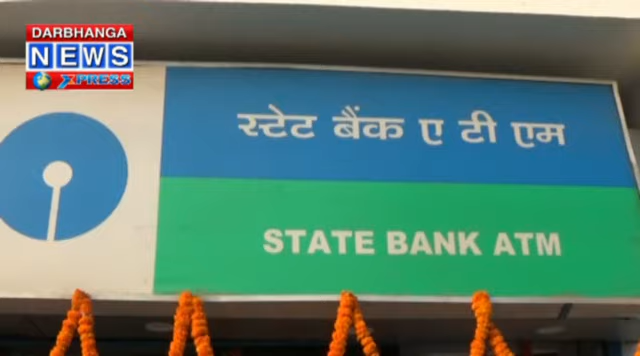 DARBHANGA
NEWS
XPRESS
स्टेट बैंक ए टी एम
STATE BANK ATM